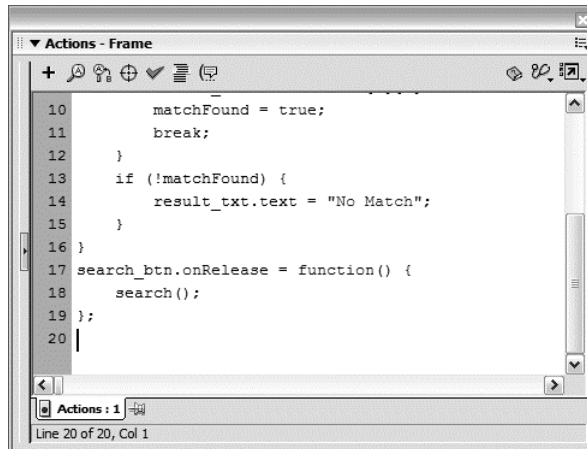 Actions - Frame
10 matchFound = true;
11 break;
12 }
13 if (!matchFound) {
14 result_txt.text = "No Match";
15 }
16 }
17 search_btn.onRelease = function() {
18 search();
19 };
20
Actions : 1
Line 20 of 20, Col 1